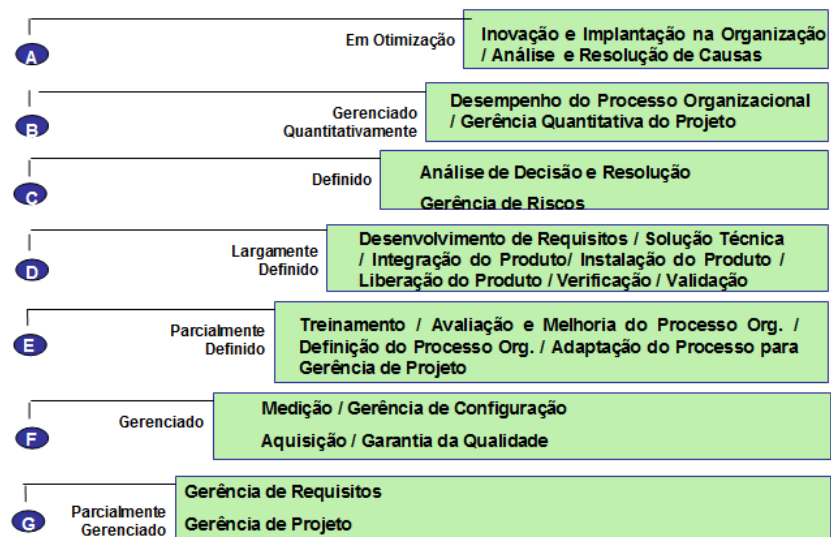 Em Otimização
Inovação e Implantação na Organização
/ Análise e Resolução de Causas
A
Gerenciado
Quantitativamente
Desempenho do Processo Organizacional
/ Gerência Quantitativa do Projeto
B
Definido
Análise de Decisão e Resolução
Gerência de Riscos
C
Largamente
Definido
Desenvolvimento de Requisitos / Solução Técnica
/ Integração do Produto/ Instalação do Produto /
Liberação do Produto / Verificação / Validação
D
Parcialmente
Definido
Treinamento / Avaliação e Melhoria do Processo Org. /
Definição do Processo Org. / Adaptação do Processo para
Gerência de Projeto
E
Gerenciado
Medição / Gerência de Configuração
Aquisição / Garantia da Qualidade
F
Parcialmente
Gerenciado
Gerência de Requisitos
Gerência de Projeto
G